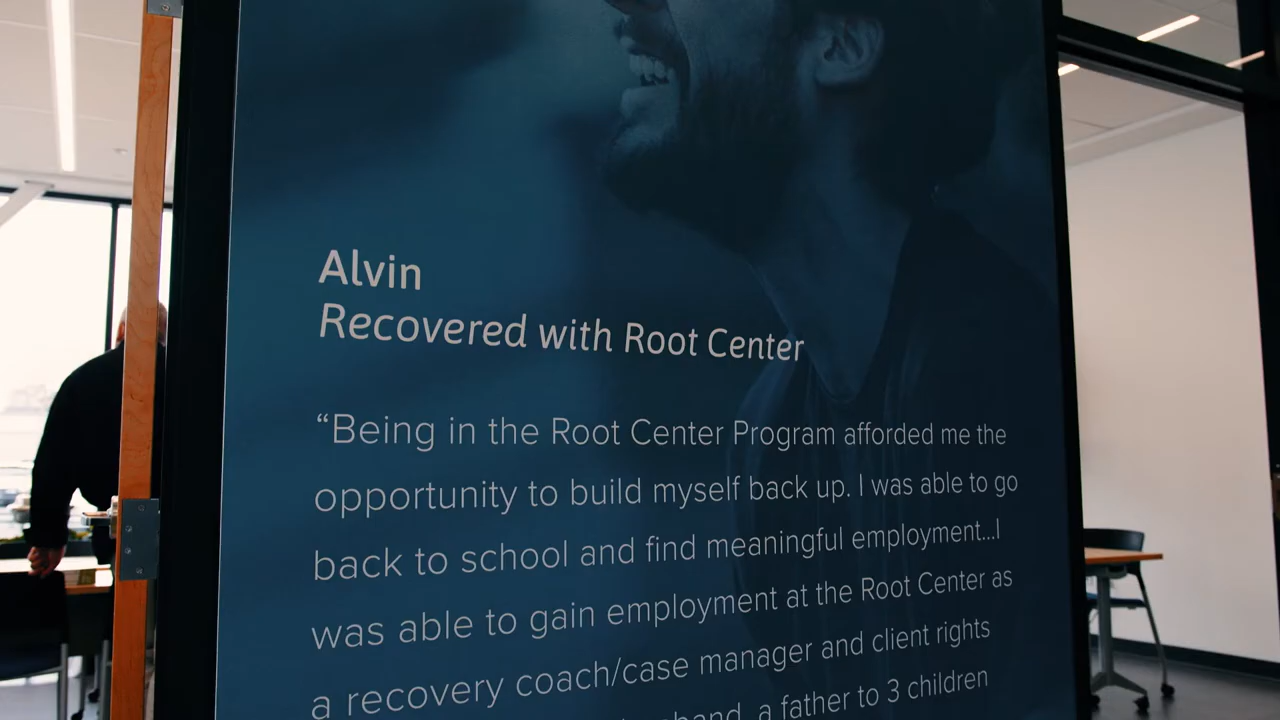 Alvin
Recovered with Root Center
“Being in the Root Center Program afforded me the
opportunity to build myself back up. I was able to go
back to school and find meaningful employment...I
was able to gain employment at the Root Center as
a recovery coach/case manager and client rights
a father to 3 children